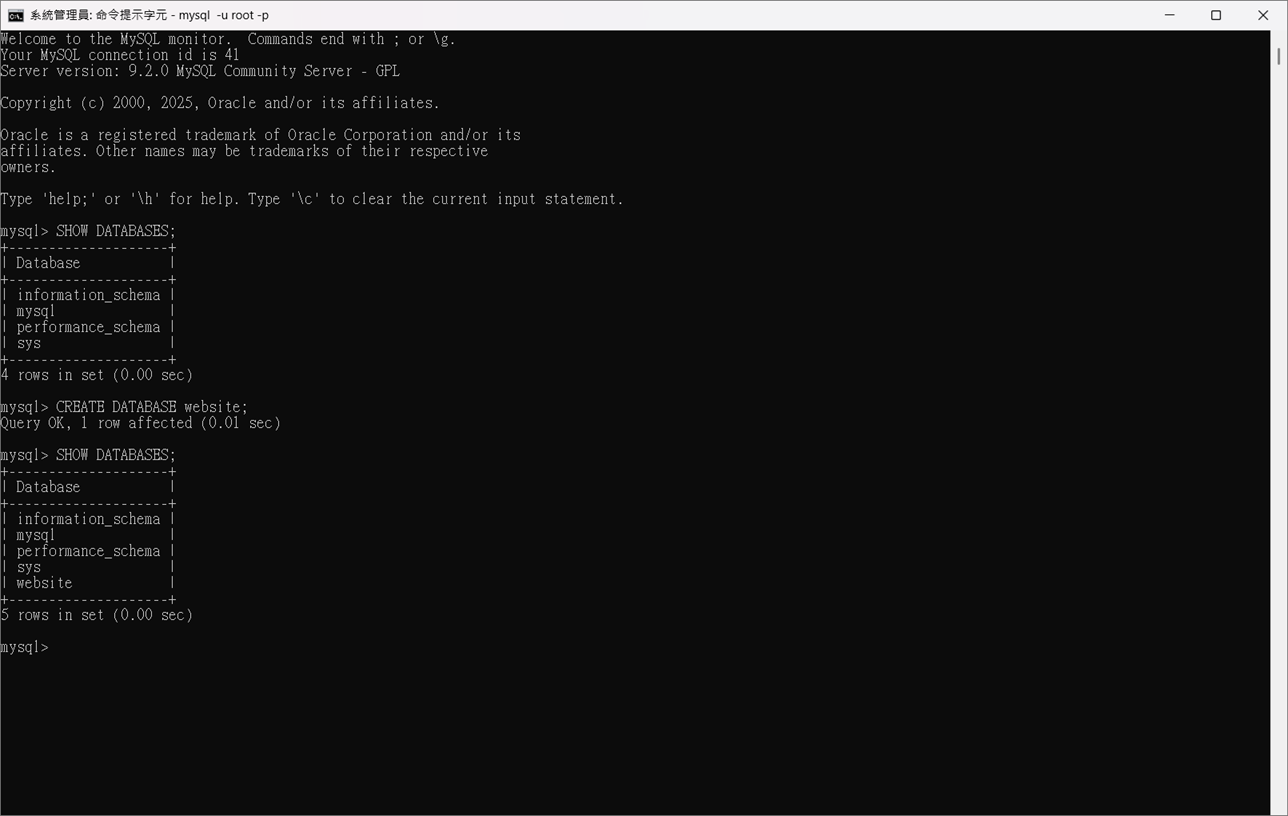 系統管理員: 命令提示字元 - mysql  -u root -p
Welcome to the MySQL monitor.  Commands end with ; or \g.
Your MySQL connection id is 41
Server version: 9.2.0 MySQL Community Server - GPL
Copyright (c) 2000, 2025, Oracle and/or its affiliates.
Oracle is a registered trademark of Oracle Corporation and/or its
affiliates. Other names may be trademarks of their respective
owners.
Type 'help;' or '\h' for help. Type '\c' to clear the current input statement.
mysql> SHOW DATABASES;
+--------------------+
| Database           |
+--------------------+
| information_schema |
| mysql              |
| performance_schema |
| sys                |
+--------------------+
4 rows in set (0.00 sec)
mysql> CREATE DATABASE website;
Query OK, 1 row affected (0.01 sec)
mysql> SHOW DATABASES;
+--------------------+
| Database           |
+--------------------+
| information_schema |
| mysql              |
| performance_schema |
| sys                |
| website            |
+--------------------+
5 rows in set (0.00 sec)
mysql>